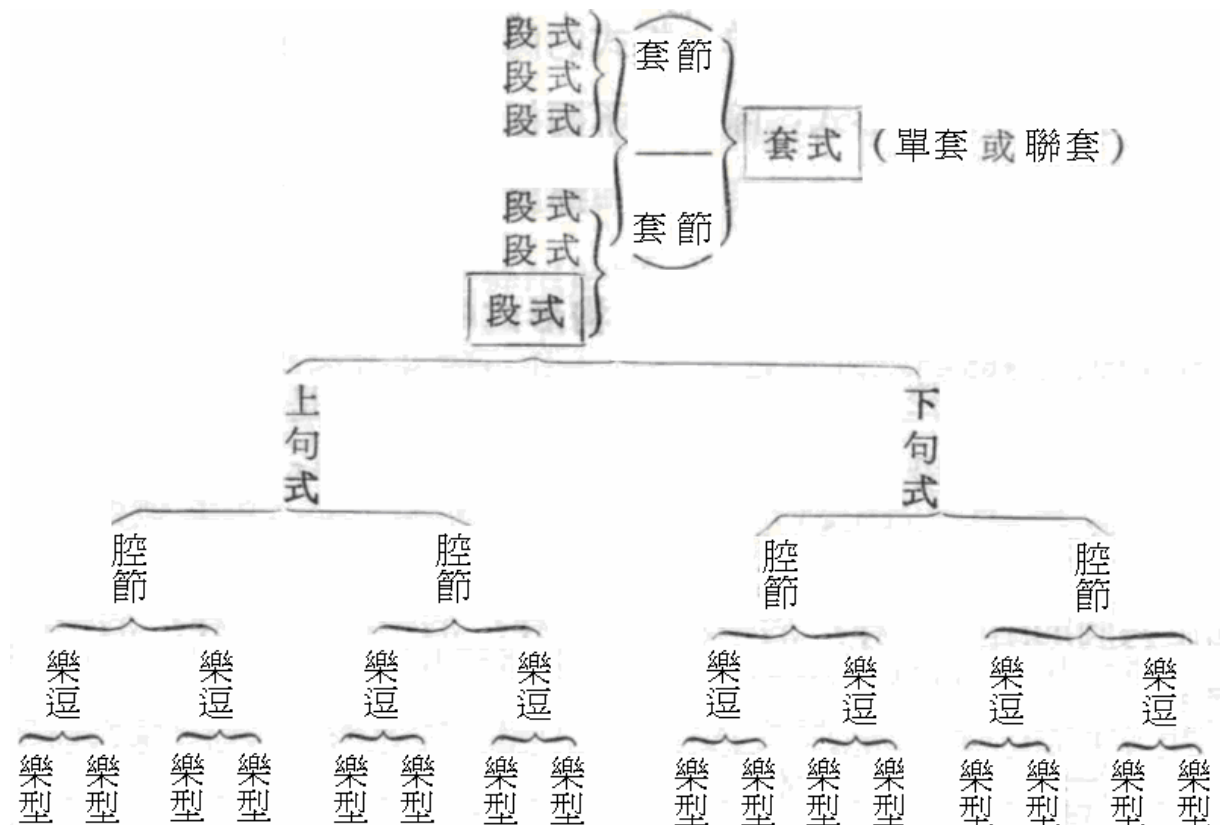 段式
段式
段式
套節
—
套節
套式 (單套或聯套)
段式
段式
段式
上句式
下句式
腔節 腔節 腔節 腔節
樂逗 樂逗 樂逗 樂逗 樂逗 樂逗 樂逗 樂逗
樂型 樂型 樂型 樂型 樂型 樂型 樂型 樂型 樂型 樂型 樂型 樂型 樂型 樂型 樂型 樂型